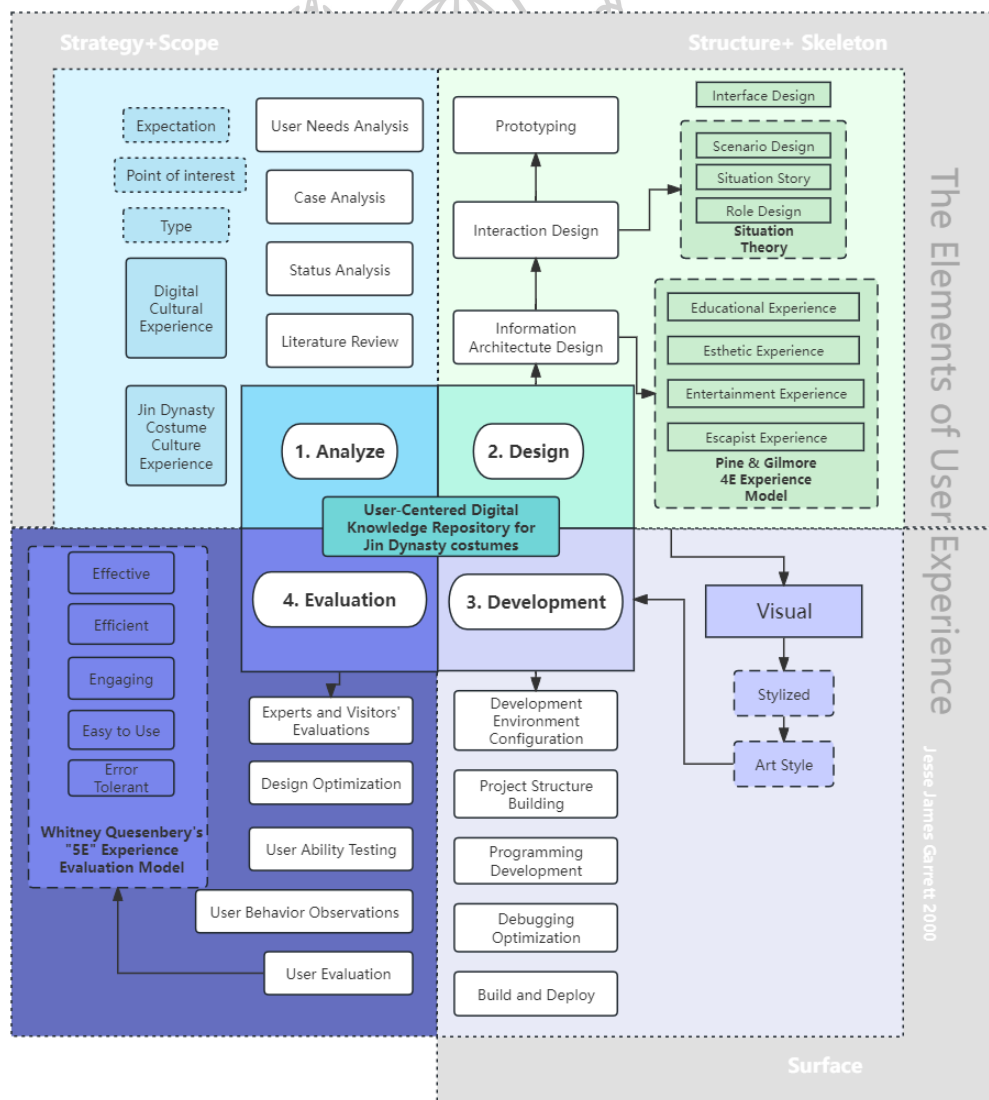 Strategy+Scope
Structure+ Skeleton
Expectation
Point of interest
Type
Digital
Cultural
Experience
Jin Dynasty
Costume
Culture
Experience
User Needs Analysis
Case Analysis
Status Analysis
Literature Review
1. Analyze
Prototyping
Interaction Design
Information
Architectute Design
2. Design
Interface Design
Scenario Design
Situation Story
Role Design
Situation
Theory
Educational Experience
Esthetic Experience
Entertainment Experience
Escapist Experience
Pine & Gilmore
4E Experience
Model
User-Centered Digital
Knowledge Repository for
Jin Dynasty costumes
Effective
Efficient
Engaging
Easy to Use
Error
Tolerant
Whitney Quesenbery's
"5E" Experience
Evaluation Model
4. Evaluation
Experts and Visitors'
Evaluations
Design Optimization
User Ability Testing
User Behavior Observations
User Evaluation
3. Development
Development
Environment
Configuration
Project Structure
Building
Programming
Development
Debugging
Optimization
Build and Deploy
Visual
Stylized
Art Style
The Elements of User Experience
Jesse James Garrett 2000
Surface